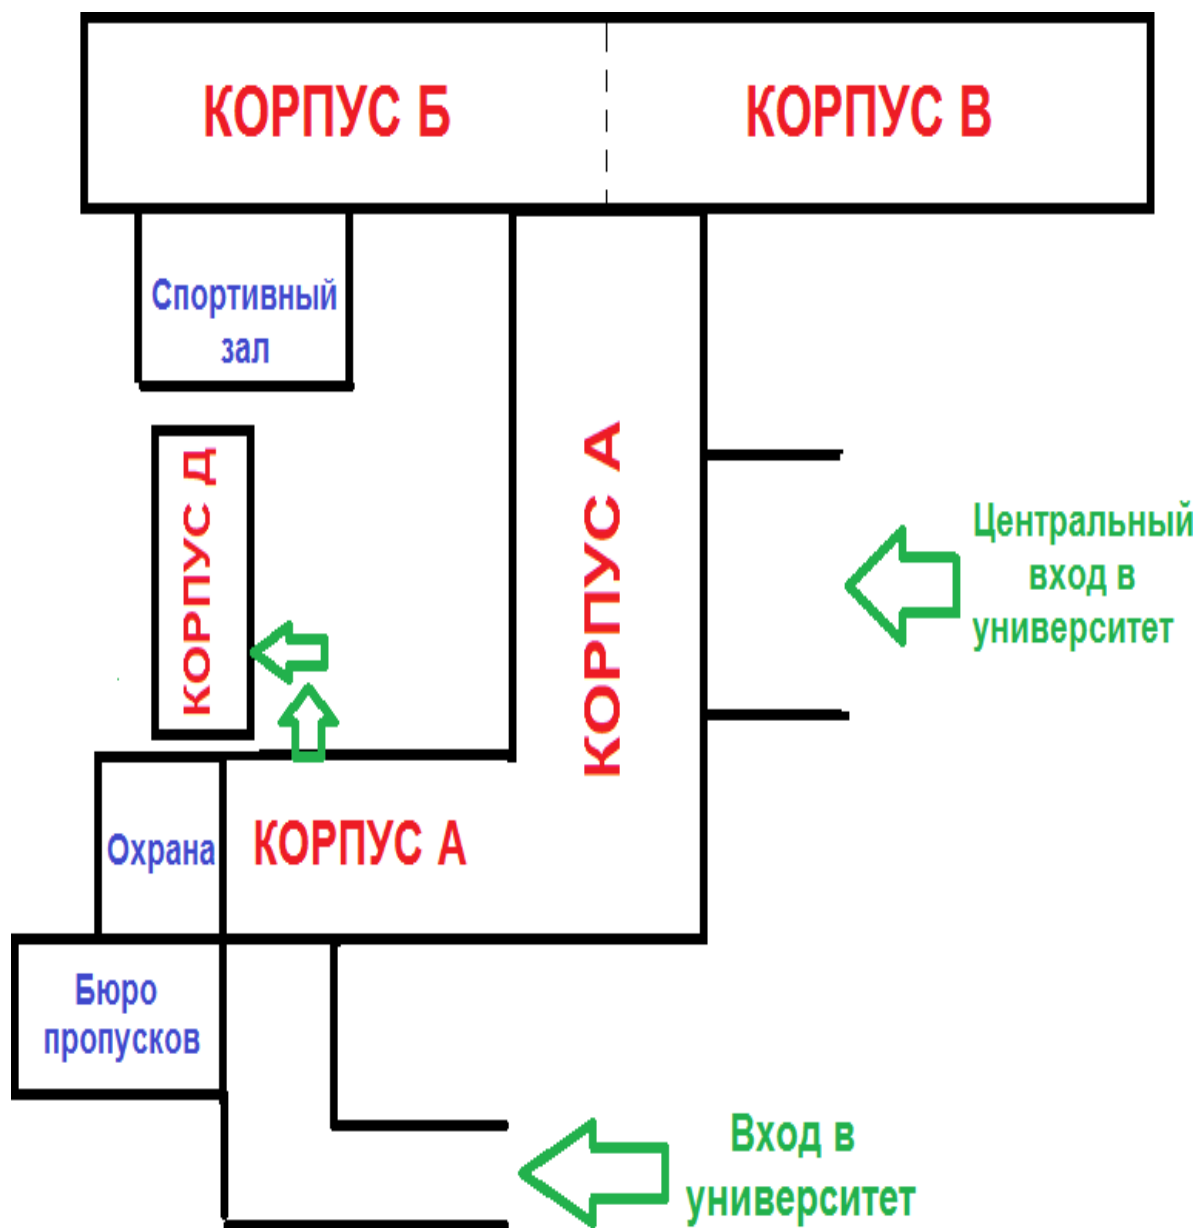 КОРПУС Б
КОРПУС В
Спортивный
зал
КОРПУС Д
КОРПУС А
Центральный
вход в
университет
Охрана
КОРПУС А
Бюро
пропусков
Вход в
университет